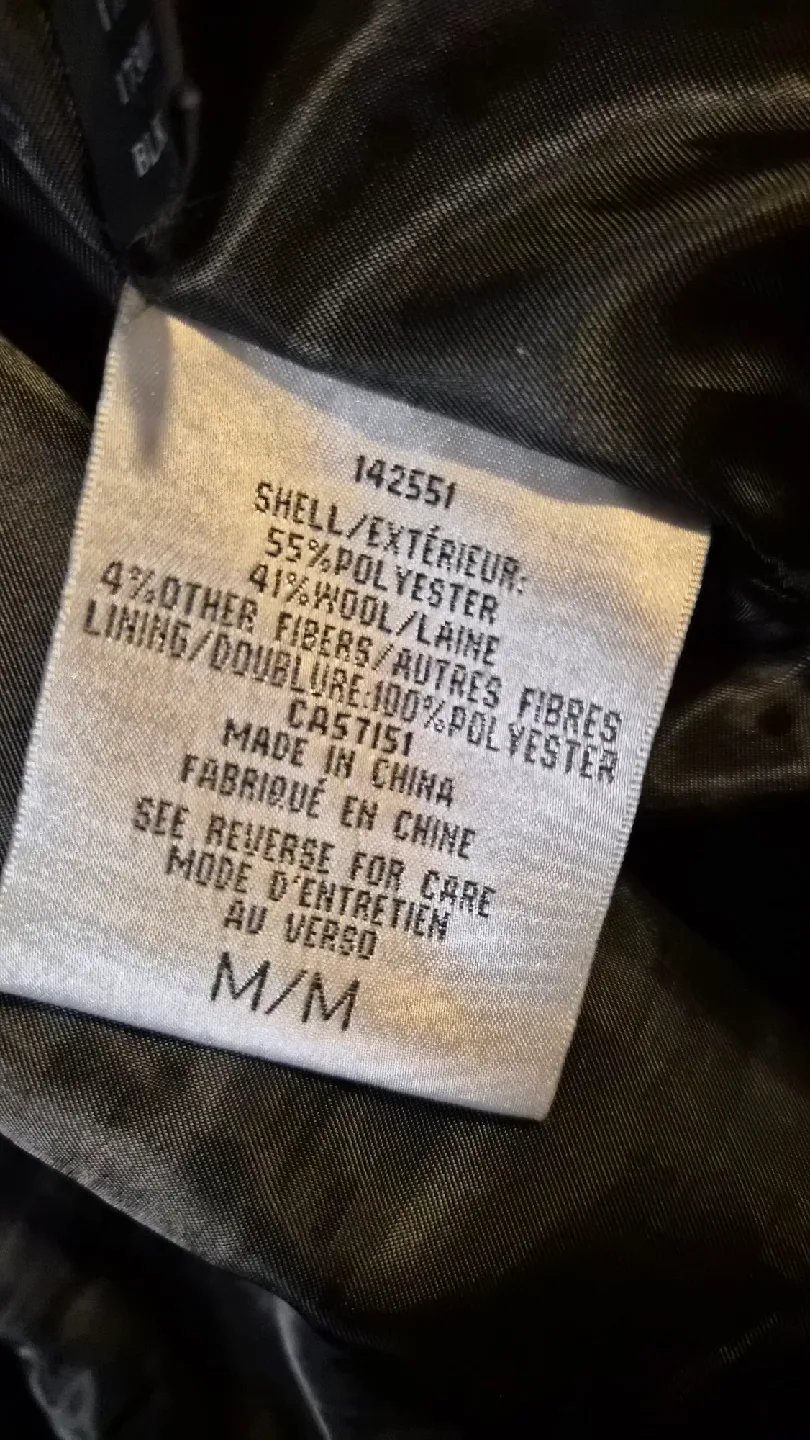 BLK
142551
SHELL/EXTÉRIEUR:
55%POLYESTER
41%WOOL/LAINE
4%OTHER FIBERS/AUTRES FIBRES
LINING/DOUBLURE:100%POLYESTER
CA57151
MADE IN CHINA
FABRIQUÉ EN CHINE
SEE REVERSE FOR CARE
MODE D'ENTRETIEN
AU VERSO
M/M